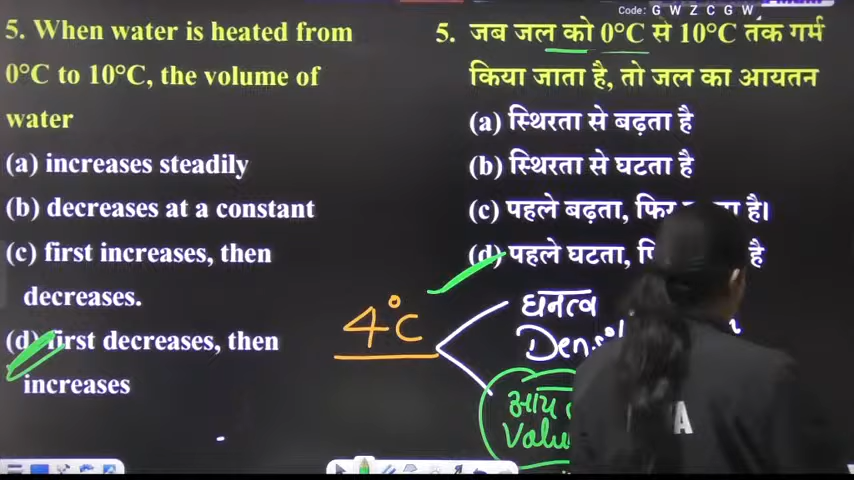 Code: G W Z C G W
5. When water is heated from
0°C to 10°C, the volume of
water
(a) increases steadily
(b) decreases at a constant
(c) first increases, then
decreases.
(d) first decreases, then
increases
5. जब जल को 0°C से 10°C तक गर्म
किया जाता है, तो जल का आयतन
(a) स्थिरता से बढ़ता है
(b) स्थिरता से घटता है
(c) पहले बढ़ता, फिर है।
(d) पहले घटता, है
4°C
घनत्व
A